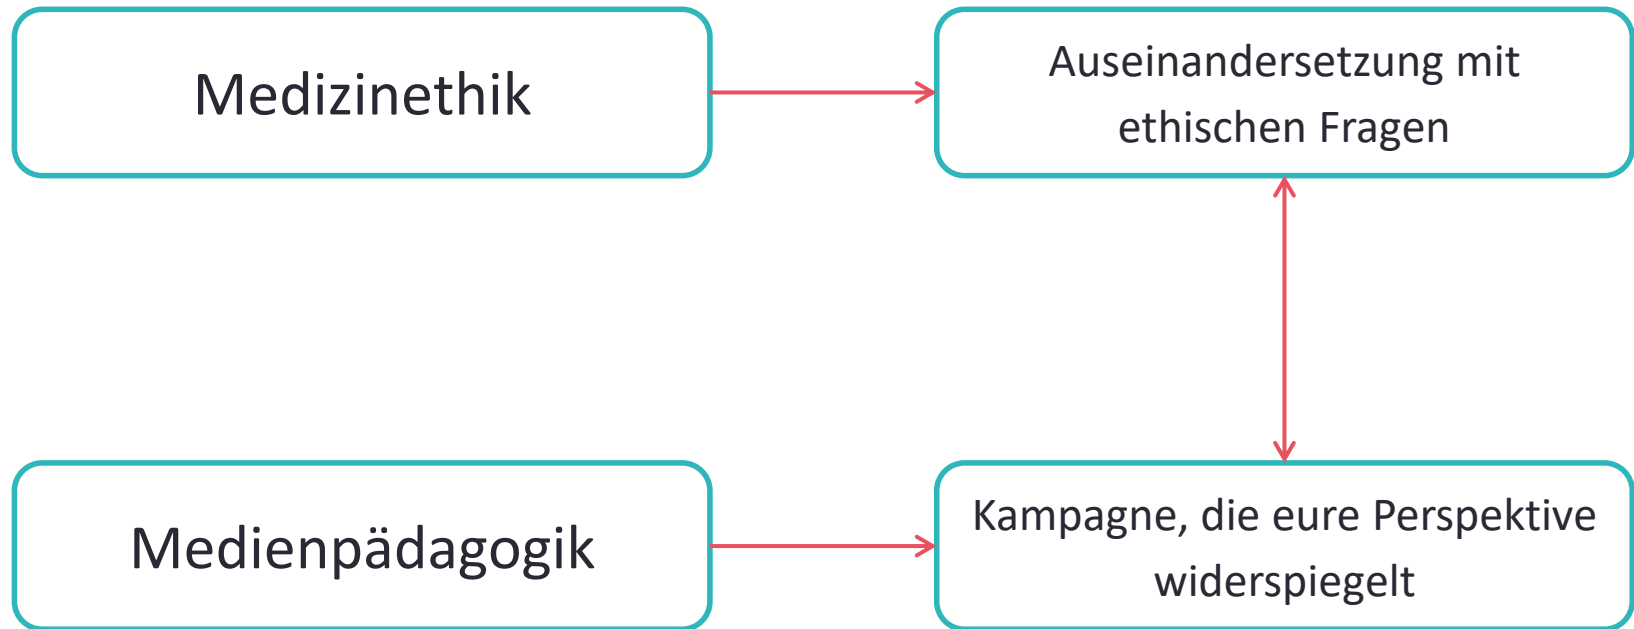 Medizinethik
Auseinandersetzung mit
ethischen Fragen
Medienpädagogik
Kampagne, die eure Perspektive
widerspiegelt